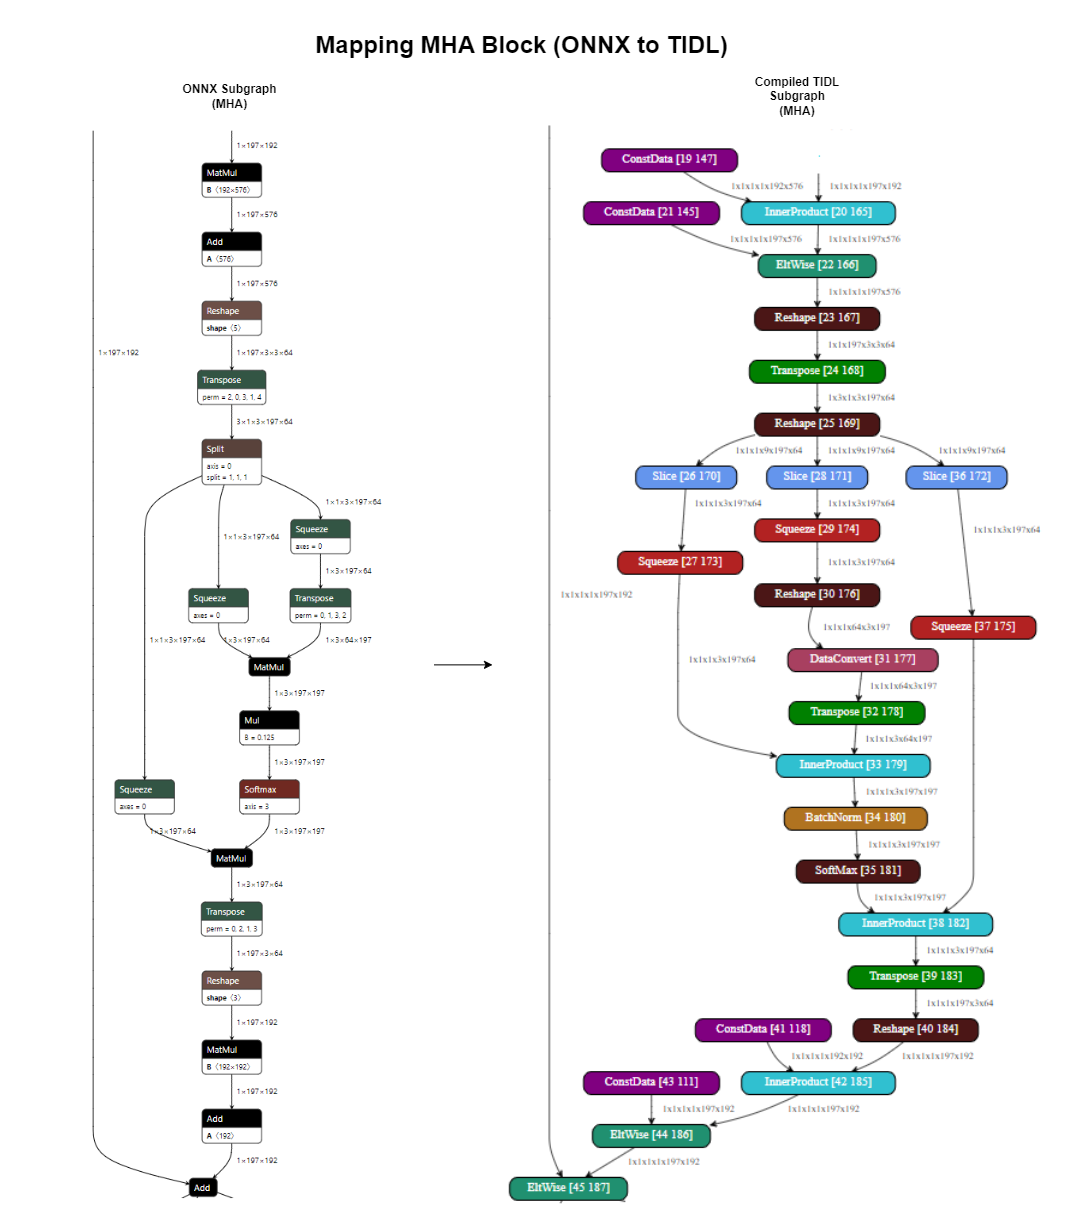 Mapping MHA Block (ONNX to TIDL)
ONNX Subgraph
(MHA)
1×197×192
MatMul
B ⟨192×576⟩
1×197×576
Add
A ⟨576⟩
1×197×576
Reshape
shape ⟨5⟩
1×197×192
1×197×3×3×64
Transpose
perm = 2, 0, 3, 1, 4
3×1×3×197×64
Split
axis = 0
split = 1, 1, 1
1×1×3×197×64
Squeeze
axes = 0
1×1×3×197×64
1×3×197×64
Squeeze
axes = 0
Transpose
perm = 0, 1, 3, 2
1×1×3×197×64
1×3×197×64
1×3×64×197
MatMul
1×3×197×197
Mul
B = 0.125
1×3×197×197
Squeeze
axes = 0
Softmax
axis = 3
1×3×197×64
1×3×197×197
MatMul
1×3×197×64
Transpose
perm = 0, 2, 1, 3
1×197×3×64
Reshape
shape ⟨3⟩
1×197×192
MatMul
B ⟨192×192⟩
1×197×192
Add
A ⟨192⟩
1×197×192
Add
Compiled TIDL
Subgraph
(MHA)
ConstData [19 147]
1x1x1x1x192x576
1x1x1x1x197x192
ConstData [21 145]
InnerProduct [20 165]
1x1x1x1x197x576
1x1x1x1x197x576
EltWise [22 166]
1x1x1x1x197x576
Reshape [23 167]
1x1x197x3x3x64
Transpose [24 168]
1x3x1x3x197x64
Reshape [25 169]
1x1x1x9x197x64
1x1x1x9x197x64
1x1x1x9x197x64
Slice [26 170]
Slice [28 171]
Slice [36 172]
1x1x1x3x197x64
1x1x1x3x197x64
1x1x1x3x197x64
Squeeze [29 174]
Squeeze [27 173]
1x1x1x3x197x64
1x1x1x1x197x192
Reshape [30 176]
1x1x1x64x3x197
Squeeze [37 175]
1x1x1x3x197x64
DataConvert [31 177]
1x1x1x64x3x197
Transpose [32 178]
1x1x1x3x64x197
InnerProduct [33 179]
1x1x1x3x197x197
BatchNorm [34 180]
1x1x1x3x197x197
SoftMax [35 181]
1x1x1x3x197x197
InnerProduct [38 182]
1x1x1x3x197x64
Transpose [39 183]
1x1x1x197x3x64
ConstData [41 118]
Reshape [40 184]
1x1x1x1x192x192
1x1x1x1x197x192
ConstData [43 111]
InnerProduct [42 185]
1x1x1x1x197x192
1x1x1x1x197x192
EltWise [44 186]
1x1x1x1x197x192
EltWise [45 187]